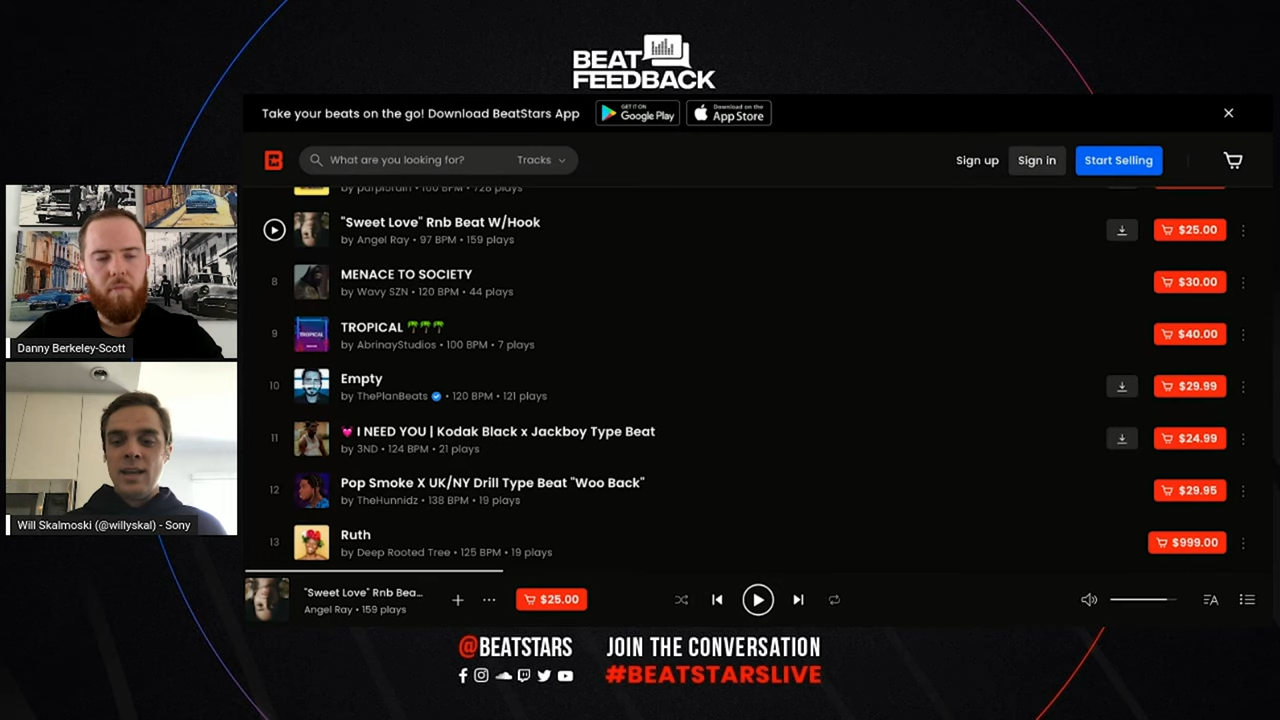 BEAT
FEEDBACK
Take your beats on the go! Download BeatStars App
GET IT ON
Google Play
Download on the
App Store
What are you looking for?
Tracks
Sign up
Sign in
Start Selling
by purpbrain • 160 BPM • 728 plays
"Sweet Love" Rnb Beat W/Hook
by Angel Ray • 97 BPM • 159 plays
$25.00
8
MENACE TO SOCIETY
by Wavy SZN • 120 BPM • 44 plays
$30.00
9
TROPICAL 🌴🌴🌴
by AbrinayStudios • 100 BPM • 7 plays
$40.00
TROPICAL
10
Empty
by ThePlanBeats • 120 BPM • 121 plays
$29.99
11
💓 I NEED YOU | Kodak Black x Jackboy Type Beat
by 3ND • 124 BPM • 21 plays
$24.99
12
Pop Smoke X UK/NY Drill Type Beat "Woo Back"
by TheHunnidz • 138 BPM • 19 plays
$29.95
13
Ruth
by Deep Rooted Tree • 125 BPM • 19 plays
$999.00
Danny Berkeley-Scott
Will Skalmoski (@willyskal) - Sony
"Sweet Love" Rnb Bea...
Angel Ray • 159 plays
$25.00
@BEATSTARS
JOIN THE CONVERSATION
#BEATSTARSLIVE